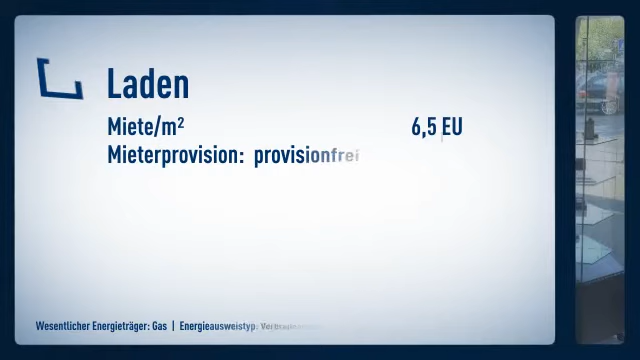 Laden
Miete/m² 6,5 EU
Mieterprovision: provisionfrei
Wesentlicher Energieträger: Gas | Energieausweistyp: